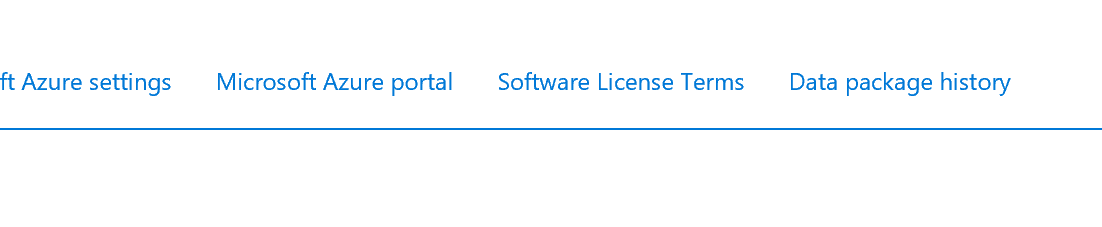 ft Azure settings Microsoft Azure portal Software License Terms Data package history